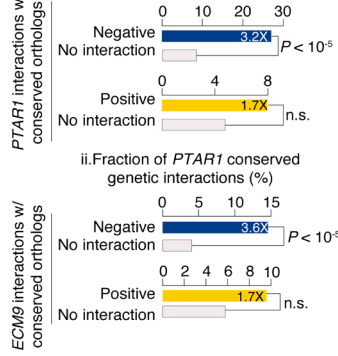 PTAR1 interactions w/
conserved orthologs
0 10 20 30
Negative 3.2X
No interaction
P < 10-5
0 4 8
Positive 1.7X
No interaction
n.s.
ii.Fraction of PTAR1 conserved
genetic interactions (%)
ECM9 interactions w/
conserved orthologs
0 5 10 15
Negative 3.6X
No interaction
P < 10-5
0 2 4 6 8 10
Positive 1.7X
No interaction
n.s.